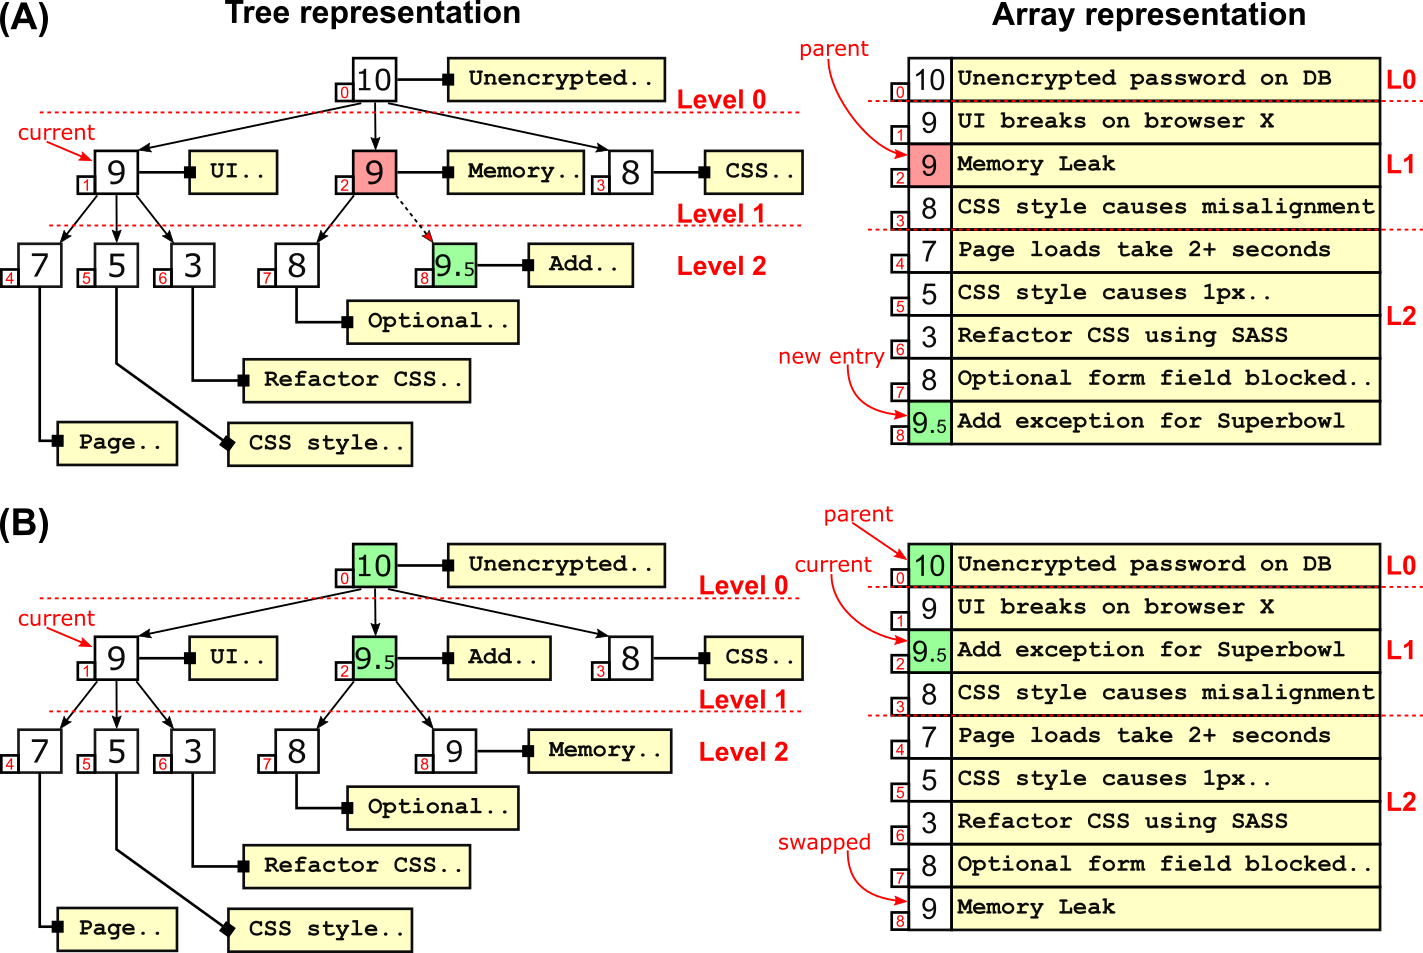 (A) Tree representation Array representation
parent
10 Unencrypted.. 10 Unencrypted password on DB L0
0 Level 0 0
current 9 UI breaks on browser X
1
9 UI.. 9 Memory.. 8 CSS.. 9 Memory Leak L1
1 2 3 2
Level 1 8 CSS style causes misalignment
3
7 5 3 8 9.5 Add.. Level 2 7 Page loads take 2+ seconds
4 5 6 7 8 4
5 CSS style causes 1px..
5
Optional.. L2
3 Refactor CSS using SASS
6
new entry
Refactor CSS.. 8 Optional form field blocked..
7
9.5 Add exception for Superbowl
8
Page.. CSS style..
(B)
parent
10 Unencrypted.. current 10 Unencrypted password on DB L0
0 Level 0 0
current 9 UI breaks on browser X
1
9 UI.. 9.5 Add.. 8 CSS.. 9.5 Add exception for Superbowl L1
1 2 3 2
Level 1 8 CSS style causes misalignment
3
7 5 3 8 9 Memory.. Level 2 7 Page loads take 2+ seconds
4 5 6 7 8 4
5 CSS style causes 1px..
5
Optional.. L2
3 Refactor CSS using SASS
6
swapped
Refactor CSS.. 8 Optional form field blocked..
7
9 Memory Leak
8
Page.. CSS style..